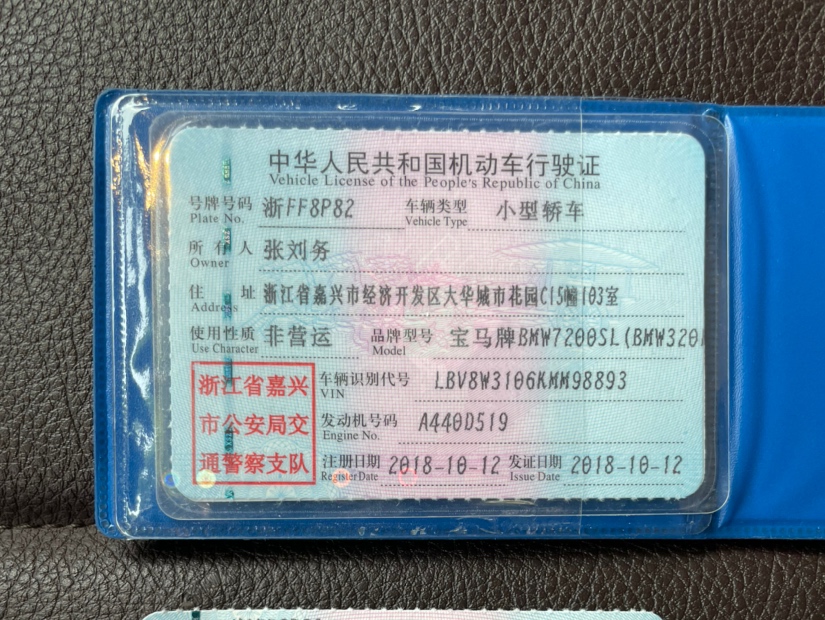 中华人民共和国机动车行驶证
Vehicle License of the People's Republic of China
号牌号码 浙FF8P82 车辆类型 小型轿车
Plate No. Vehicle Type
所有人 张刘务
Owner
住址 浙江省嘉兴市经济开发区大华城市花园C15幢103室
Address
使用性质 非营运 品牌型号 宝马牌BMW7200SL(BMW320
Use Character Model
浙江省嘉兴 车辆识别代号 LBV8W3106KMM98893
VIN
市公安局交 发动机号码 A440D519
Engine No.
通警察支队 注册日期 2018-10-12 发证日期 2018-10-12
Register Date Issue Date